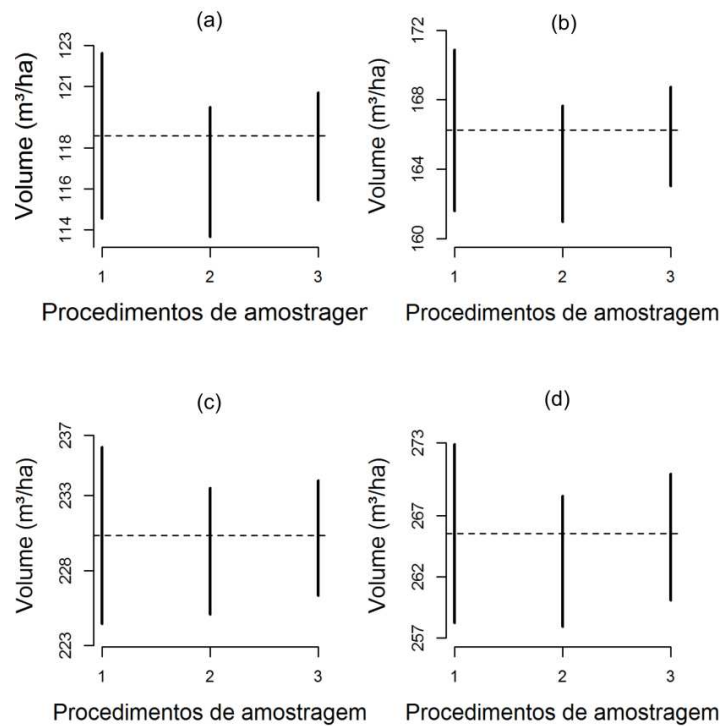 (a)
Volume (m³/ha)
123
121
118
116
114
1 2 3
Procedimentos de amostrager
(b)
Volume (m³/ha)
172
168
164
160
1 2 3
Procedimentos de amostragem
(c)
Volume (m³/ha)
237
233
228
223
1 2 3
Procedimentos de amostragem
(d)
Volume (m³/ha)
273
267
262
257
1 2 3
Procedimentos de amostragem